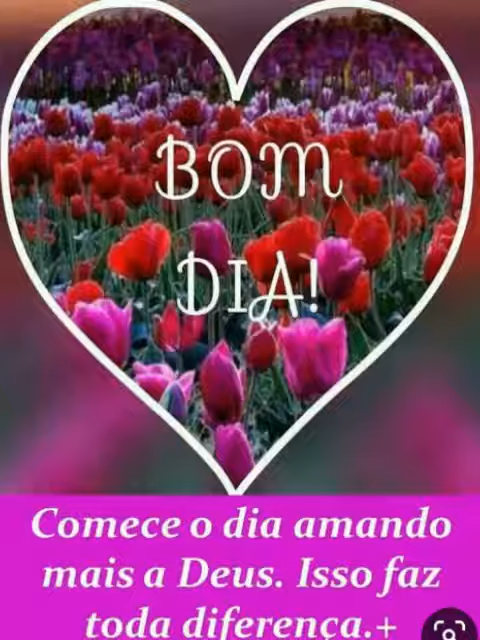 BOM
DIA!
Comece o dia amando
mais a Deus. Isso faz
toda diferença.+